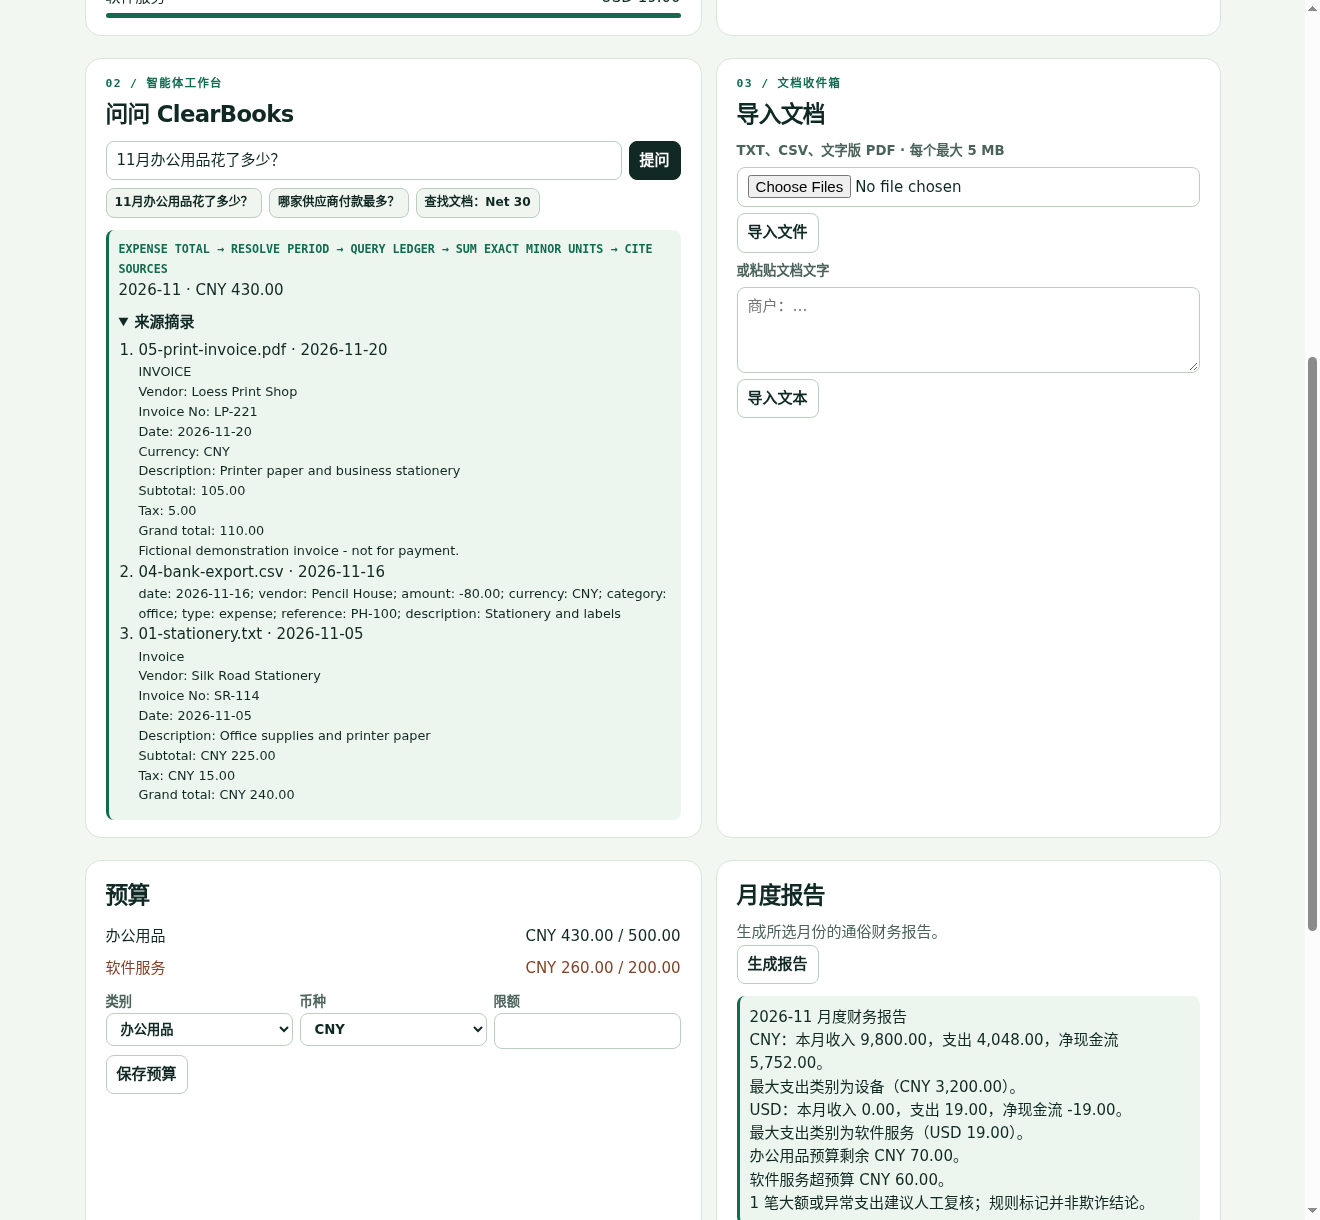 软件服务 USD 19.00
02 / 智能体工作台
问问 ClearBooks
11月办公用品花了多少？
提问
11月办公用品花了多少？ 哪家供应商付款最多？ 查找文档：Net 30
EXPENSE TOTAL → RESOLVE PERIOD → QUERY LEDGER → SUM EXACT MINOR UNITS → CITE
SOURCES
2026-11 · CNY 430.00
▼ 来源摘录
1. 05-print-invoice.pdf · 2026-11-20
INVOICE
Vendor: Loess Print Shop
Invoice No: LP-221
Date: 2026-11-20
Currency: CNY
Description: Printer paper and business stationery
Subtotal: 105.00
Tax: 5.00
Grand total: 110.00
Fictional demonstration invoice - not for payment.
2. 04-bank-export.csv · 2026-11-16
date: 2026-11-16; vendor: Pencil House; amount: -80.00; currency: CNY; category:
office; type: expense; reference: PH-100; description: Stationery and labels
3. 01-stationery.txt · 2026-11-05
Invoice
Vendor: Silk Road Stationery
Invoice No: SR-114
Date: 2026-11-05
Description: Office supplies and printer paper
Subtotal: CNY 225.00
Tax: CNY 15.00
Grand total: CNY 240.00
03 / 文档收件箱
导入文档
TXT、CSV、文字版 PDF · 每个最大 5 MB
Choose Files No file chosen
导入文件
或粘贴文档文字
商户：…
导入文本
预算
办公用品 CNY 430.00 / 500.00
软件服务 CNY 260.00 / 200.00
类别 币种 限额
办公用品 CNY
保存预算
月度报告
生成所选月份的通俗财务报告。
生成报告
2026-11 月度财务报告
CNY：本月收入 9,800.00，支出 4,048.00，净现金流
5,752.00。
最大支出类别为设备（CNY 3,200.00）。
USD：本月收入 0.00，支出 19.00，净现金流 -19.00。
最大支出类别为软件服务（USD 19.00）。
办公用品预算剩余 CNY 70.00。
软件服务超预算 CNY 60.00。
1 笔大额或异常支出建议人工复核；规则标记并非欺诈结论。